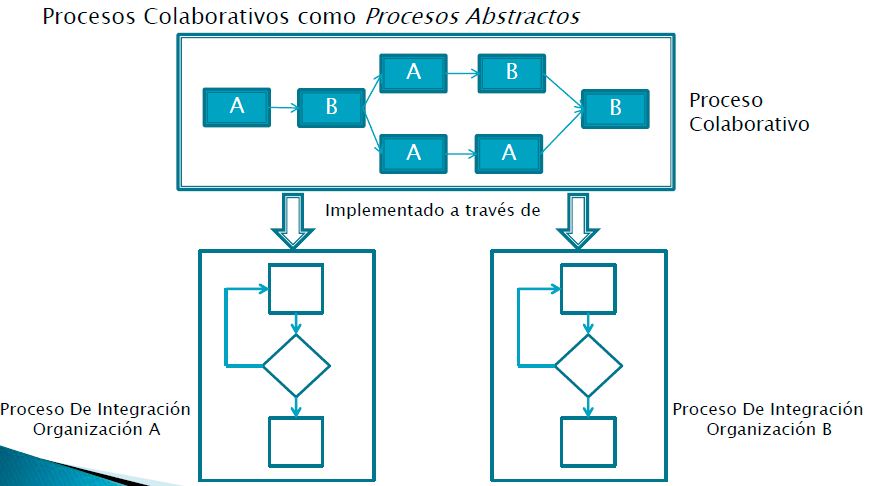 Procesos Colaborativos como Procesos Abstractos
A
B
A
B
A
A
B
Proceso
Colaborativo
Implementado a través de
Proceso De Integración
Organización A
Proceso De Integración
Organización B